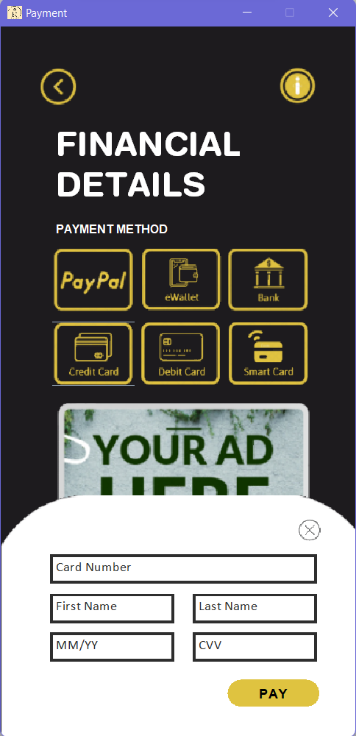 Payment
FINANCIAL
DETAILS
PAYMENT METHOD
PayPal
eWallet
Bank
Credit Card
Debit Card
Smart Card
YOUR AD
HERE
Card Number
First Name
Last Name
MM/YY
CVV
PAY